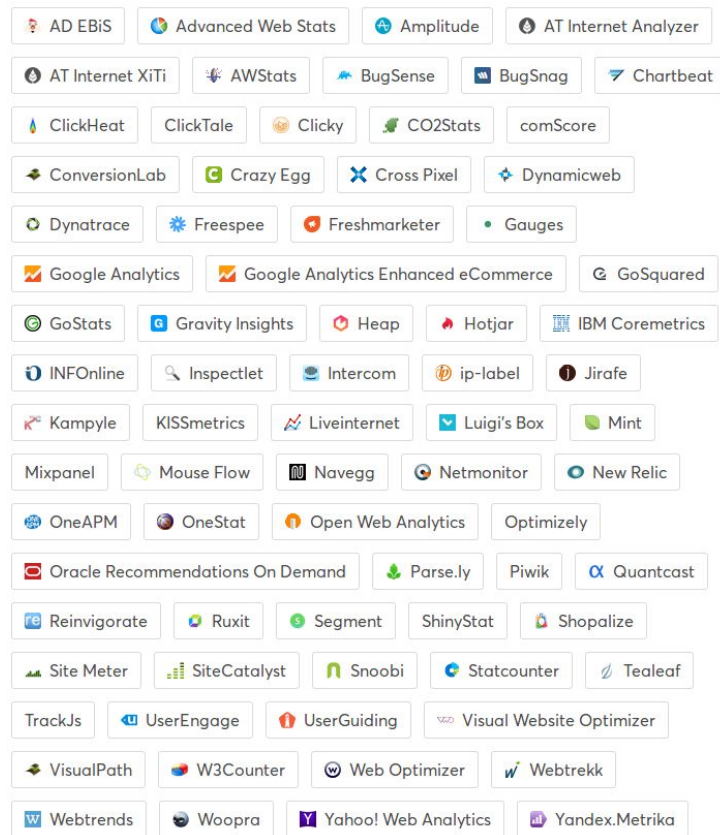 AD EBiS Advanced Web Stats Amplitude AT Internet Analyzer
AT Internet XiTi AWStats BugSense BugSnag Chartbeat
ClickHeat ClickTale Clicky CO2Stats comScore
ConversionLab Crazy Egg Cross Pixel Dynamicweb
Dynatrace Freespee Freshmarketer Gauges
Google Analytics Google Analytics Enhanced eCommerce GoSquared
GoStats Gravity Insights Heap Hotjar IBM Coremetrics
INFOnline Inspectlet Intercom ip-label Jirafe
Kampyle KISSmetrics Liveinternet Luigi's Box Mint
Mixpanel Mouse Flow Navegg Netmonitor New Relic
OneAPM OneStat Open Web Analytics Optimizely
Oracle Recommendations On Demand Parse.ly Piwik Quantcast
Reinvigorate Ruxit Segment ShinyStat Shopalize
Site Meter SiteCatalyst Snoobi Statcounter Tealeaf
TrackJs UserEngage UserGuiding Visual Website Optimizer
VisualPath W3Counter Web Optimizer Webtrekk
Webtrends Woopra Yahoo! Web Analytics Yandex.Metrika